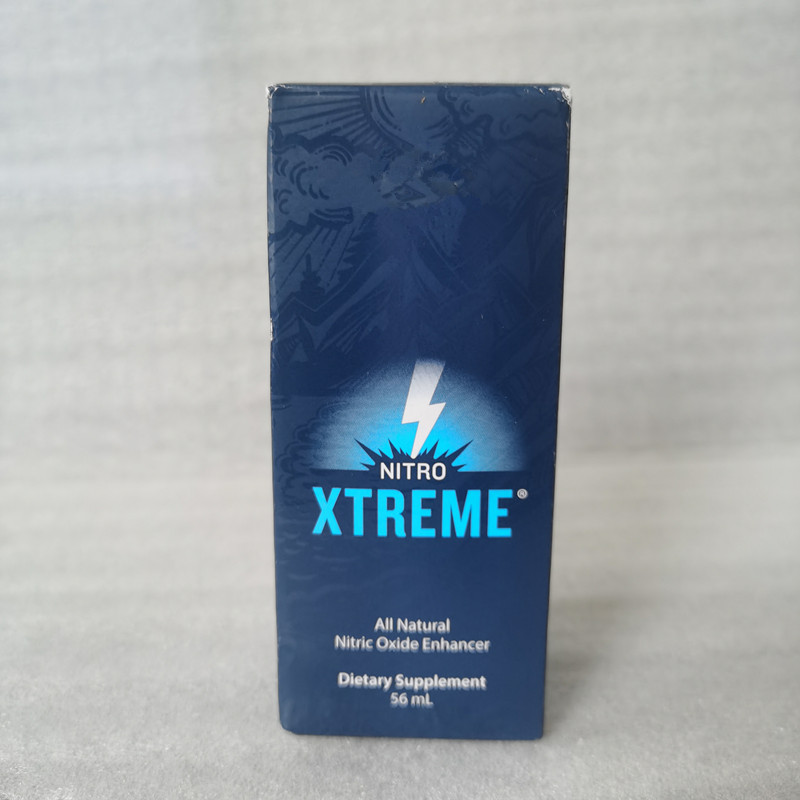 NITRO
XTREME®
All Natural
Nitric Oxide Enhancer
Dietary Supplement
56 mL